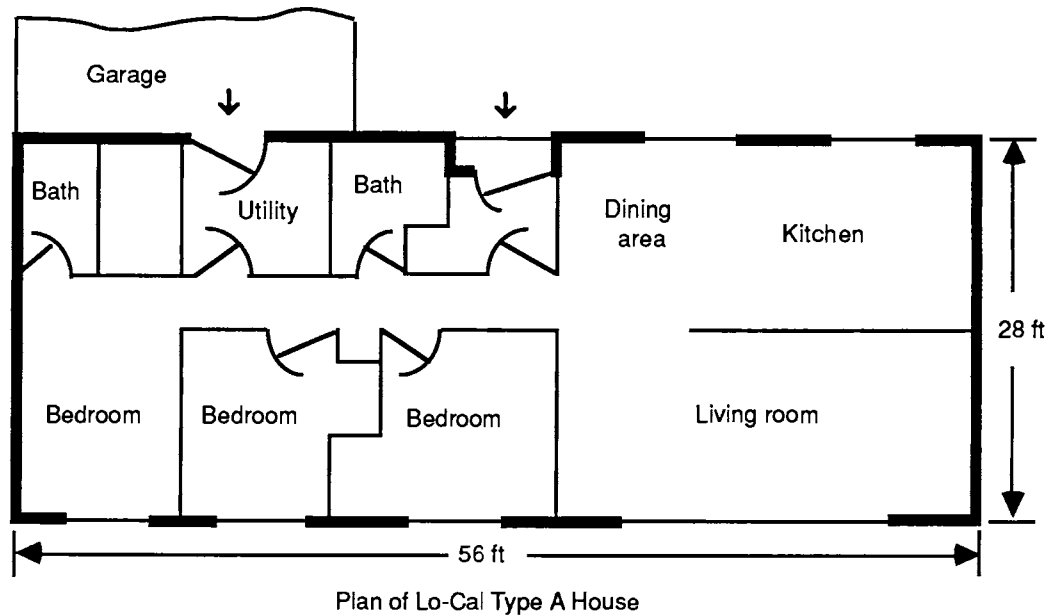 Garage
Bath
Utility
Bath
Dining
area
Kitchen
28 ft
Bedroom
Bedroom
Bedroom
Living room
56 ft
Plan of Lo-Cal Type A House